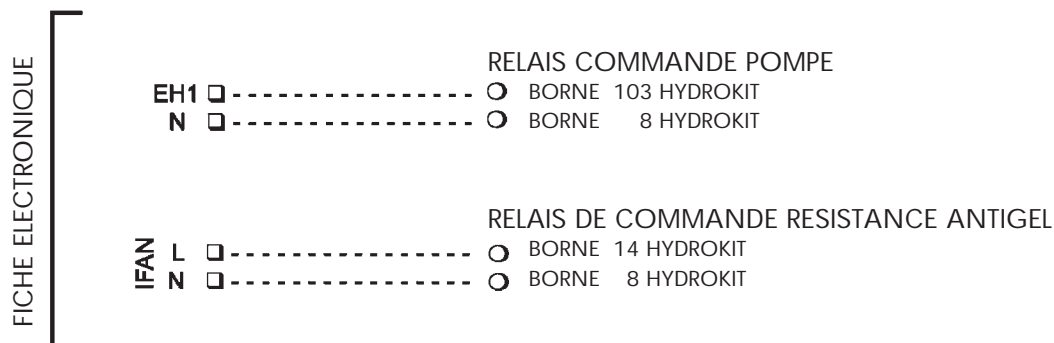 FICHE ELECTRONIQUE
RELAIS COMMANDE POMPE
EH1 BORNE 103 HYDROKIT
N BORNE 8 HYDROKIT
RELAIS DE COMMANDE RESISTANCE ANTIGEL
IFAN
L BORNE 14 HYDROKIT
N BORNE 8 HYDROKIT